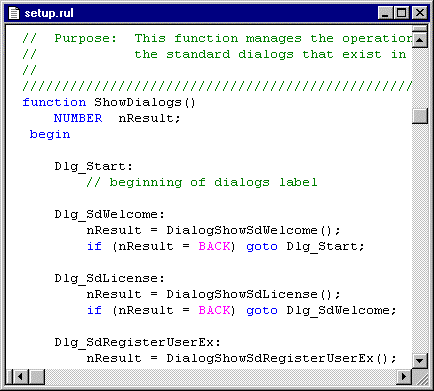 setup.rul
//  Purpose:  This function manages the operation
//            the standard dialogs that exist in
//
/////////////////////////////////////////////////
function ShowDialogs()
    NUMBER  nResult;
 begin
    Dlg_Start:
        // beginning of dialogs label
    Dlg_SdWelcome:
        nResult = DialogShowSdWelcome();
        if (nResult = BACK) goto Dlg_Start;
    Dlg_SdLicense:
        nResult = DialogShowSdLicense();
        if (nResult = BACK) goto Dlg_SdWelcome;
    Dlg_SdRegisterUserEx:
        nResult = DialogShowSdRegisterUserEx();